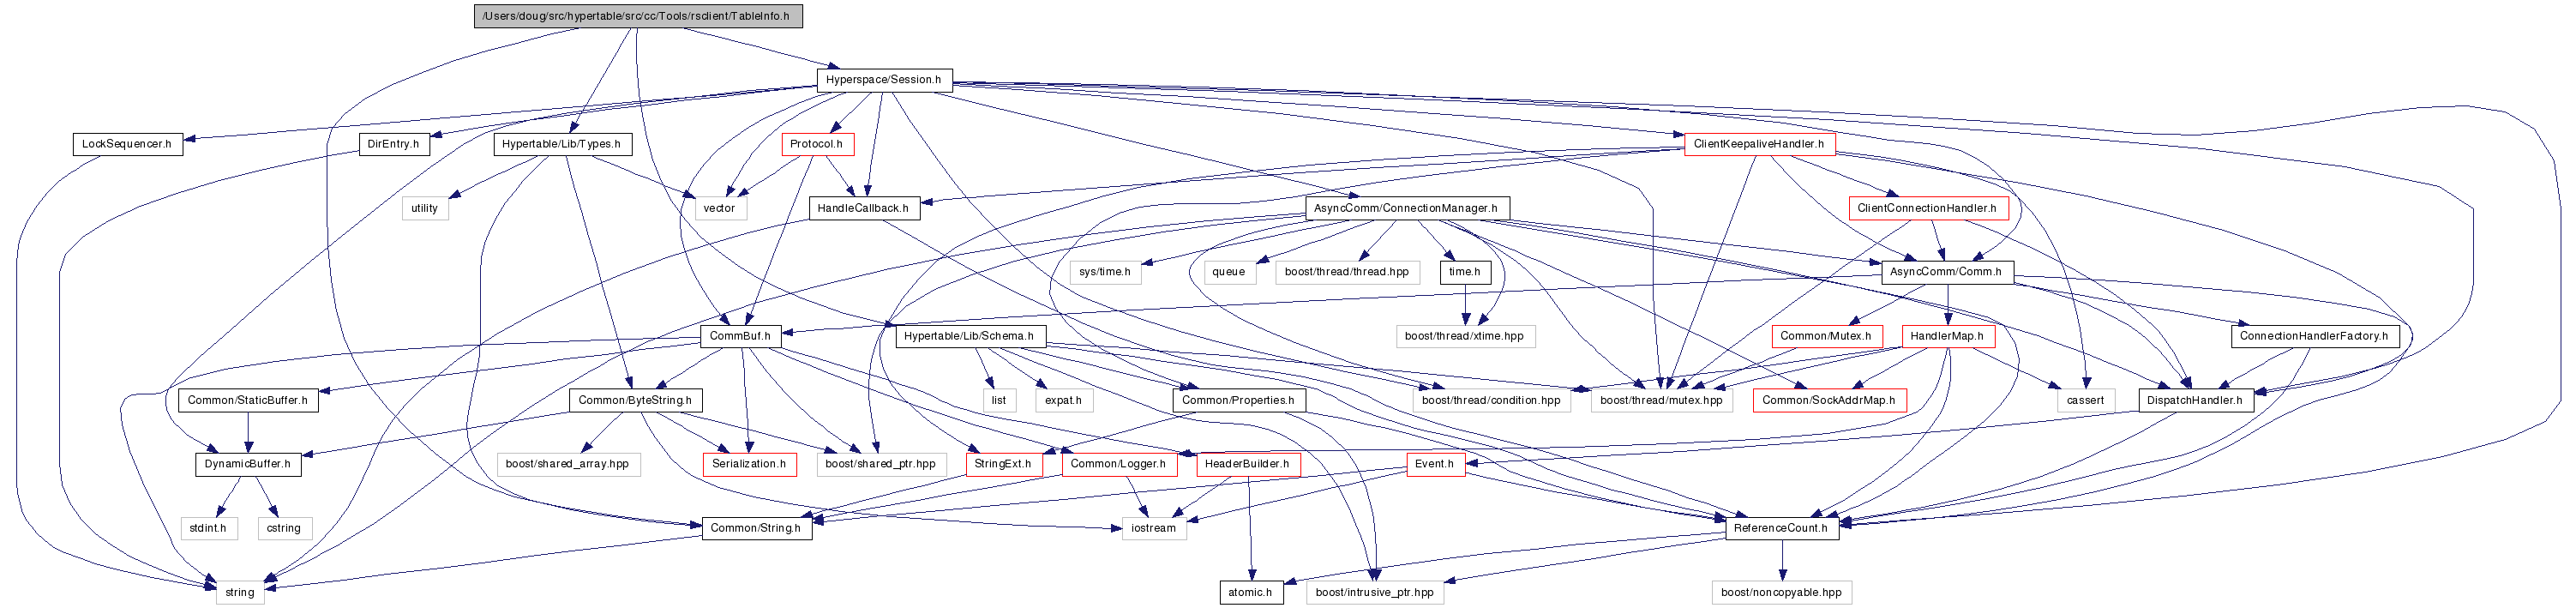 /Users/doug/src/hypertable/src/cc/Tools/rsclient/TableInfo.h
Hyperspace/Session.h
LockSequencer.h
DirEntry.h
Hypertable/Lib/Types.h
Protocol.h
ClientKeepaliveHandler.h
utility
vector
HandleCallback.h
AsyncComm/ConnectionManager.h
ClientConnectionHandler.h
sys/time.h
queue
boost/thread/thread.hpp
time.h
AsyncComm/Comm.h
CommBuf.h
Hypertable/Lib/Schema.h
boost/thread/xtime.hpp
Common/Mutex.h
HandlerMap.h
ConnectionHandlerFactory.h
Common/StaticBuffer.h
Common/ByteString.h
list
expat.h
Common/Properties.h
boost/thread/condition.hpp
boost/thread/mutex.hpp
Common/SockAddrMap.h
cassert
DispatchHandler.h
DynamicBuffer.h
boost/shared_array.hpp
Serialization.h
boost/shared_ptr.hpp
StringExt.h
Common/Logger.h
HeaderBuilder.h
Event.h
stdint.h
cstring
Common/String.h
iostream
ReferenceCount.h
string
atomic.h
boost/intrusive_ptr.hpp
boost/noncopyable.hpp